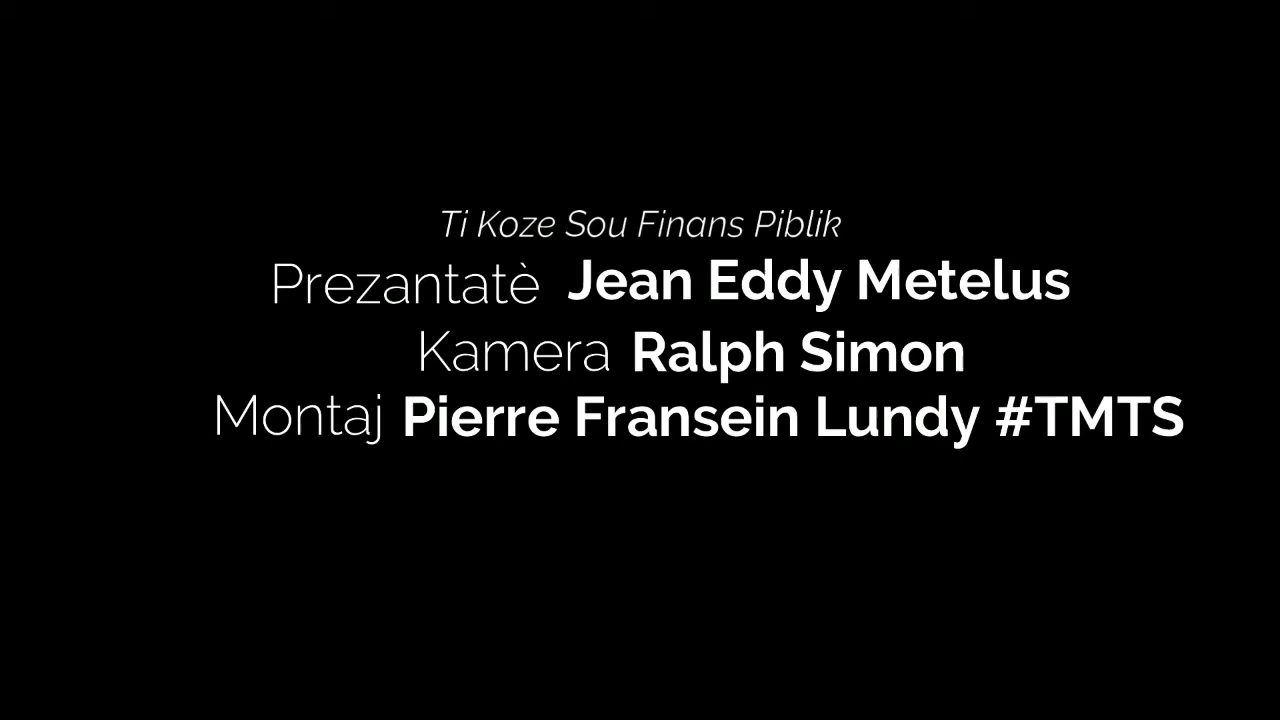 Ti Koze Sou Finans Piblik
Prezantatè Jean Eddy Metelus
Kamera Ralph Simon
Montaj Pierre Fransein Lundy #TMTS